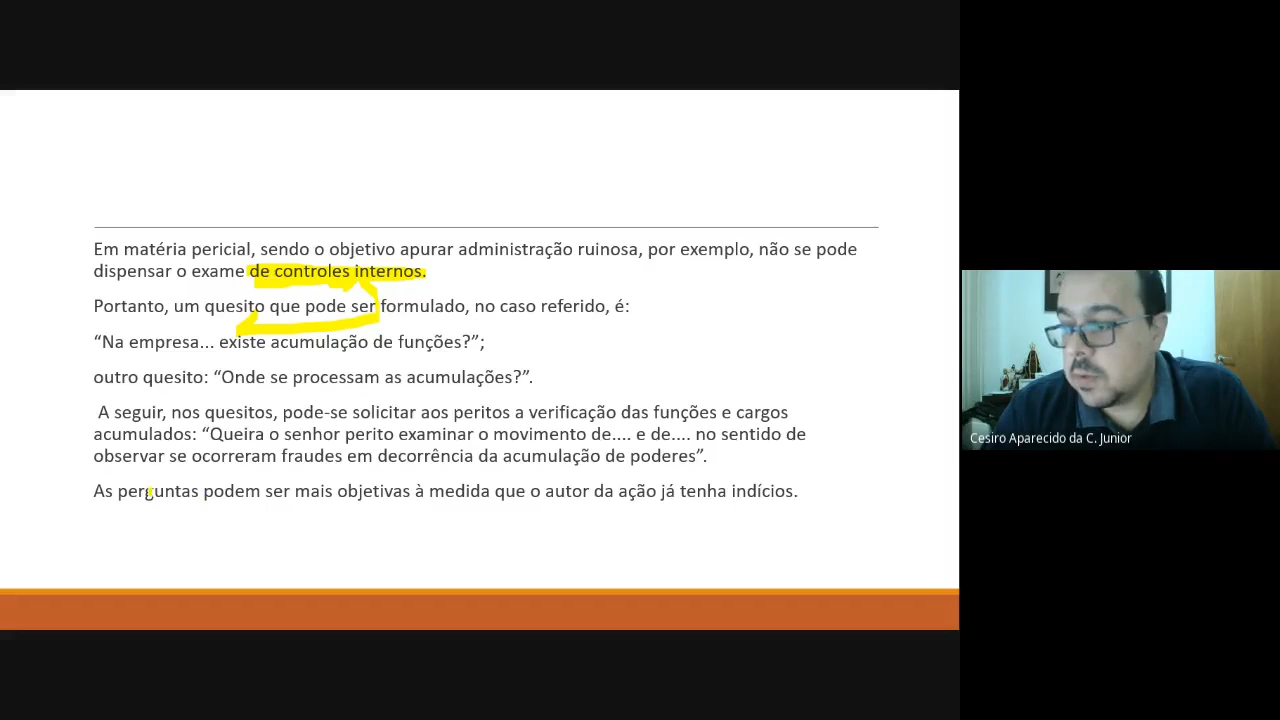 Em matéria pericial, sendo o objetivo apurar administração ruinosa, por exemplo, não se pode
dispensar o exame de controles internos.
Portanto, um quesito que pode ser formulado, no caso referido, é:
“Na empresa... existe acumulação de funções?”;
outro quesito: “Onde se processam as acumulações?”.
A seguir, nos quesitos, pode-se solicitar aos peritos a verificação das funções e cargos
acumulados: “Queira o senhor perito examinar o movimento de.... e de.... no sentido de
observar se ocorreram fraudes em decorrência da acumulação de poderes”.
As perguntas podem ser mais objetivas à medida que o autor da ação já tenha indícios.
Cesiro Aparecido da C. Junior